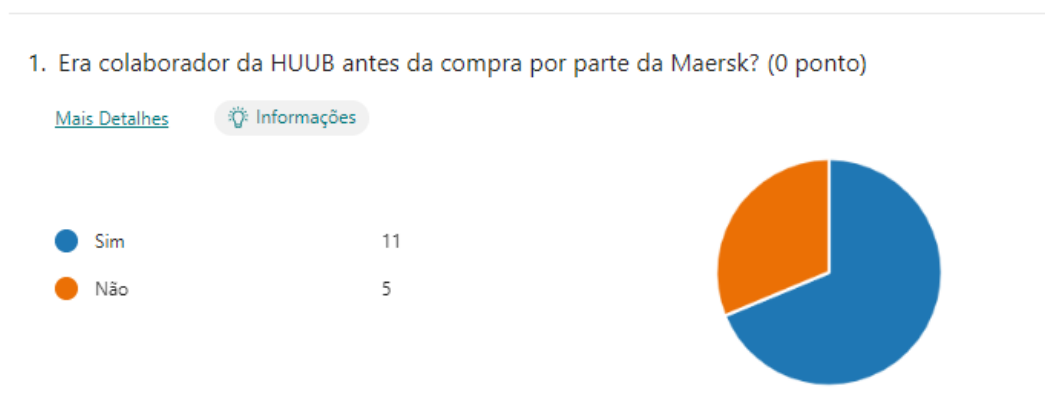 1. Era colaborador da HUUB antes da compra por parte da Maersk? (0 ponto)
Mais Detalhes
Informações
Sim 11
Não 5